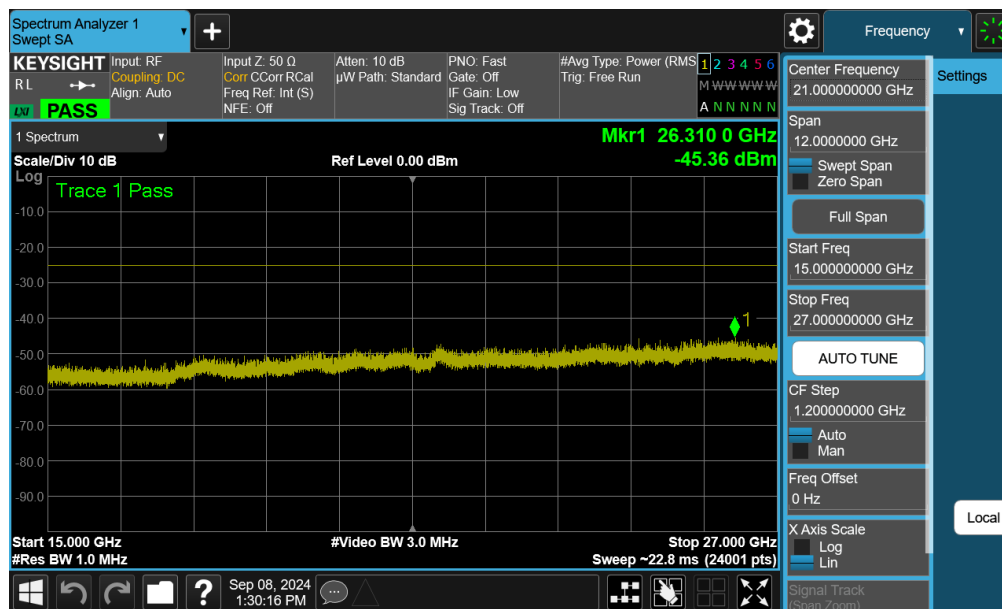 Spectrum Analyzer 1
Swept SA
Frequency
KEYSIGHT
R L
LXI
PASS
Input: RF
Coupling: DC
Align: Auto
Input Z: 50 Ω
Corr CCorr RCal
Freq Ref: Int (S)
NFE: Off
Atten: 10 dB
µW Path: Standard
PNO: Fast
Gate: Off
IF Gain: Low
Sig Track: Off
#Avg Type: Power (RMS
Trig: Free Run
1 2 3 4 5 6
M W W W W W
A N N N N N
1 Spectrum
Scale/Div 10 dB
Ref Level 0.00 dBm
Mkr1 26.310 0 GHz
-45.36 dBm
Log
Trace 1 Pass
-10.0
-20.0
-30.0
-40.0
-50.0
-60.0
-70.0
-80.0
-90.0
1
Start 15.000 GHz
#Video BW 3.0 MHz
Stop 27.000 GHz
#Res BW 1.0 MHz
Sweep ~22.8 ms (24001 pts)
Center Frequency
21.000000000 GHz
Span
12.0000000 GHz
Swept Span
Zero Span
Full Span
Start Freq
15.000000000 GHz
Stop Freq
27.000000000 GHz
AUTO TUNE
CF Step
1.200000000 GHz
Auto
Man
Freq Offset
0 Hz
X Axis Scale
Log
Lin
Signal Track
(Span Zoom)
Settings
Local
?
Sep 08, 2024
1:30:16 PM